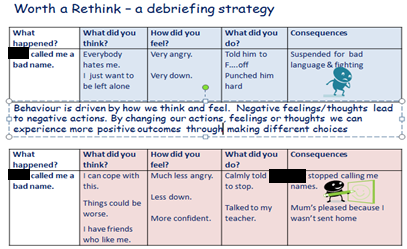 Worth a Rethink – a debriefing strategy
What happened? What did you think? How did you feel? What did you do? Consequences
called me a bad name.
Everybody hates me.
I just want to be left alone
Very angry.
Very down.
Told him to F....off
Punched him hard
Suspended for bad language & fighting
Behaviour is driven by how we think and feel. Negative feelings/thoughts lead
to negative actions. By changing our actions, feelings or thoughts we can
experience more positive outcomes through making different choices
What happened? What did you think? How did you feel? What did you do? Consequences
called me a bad name.
I can cope with this.
Things could be worse.
I have friends who like me.
Much less angry.
Less down.
More confident.
Calmly told
to stop.
Talked to my teacher.
stopped calling me names.
Mum's pleased because I wasn't sent home